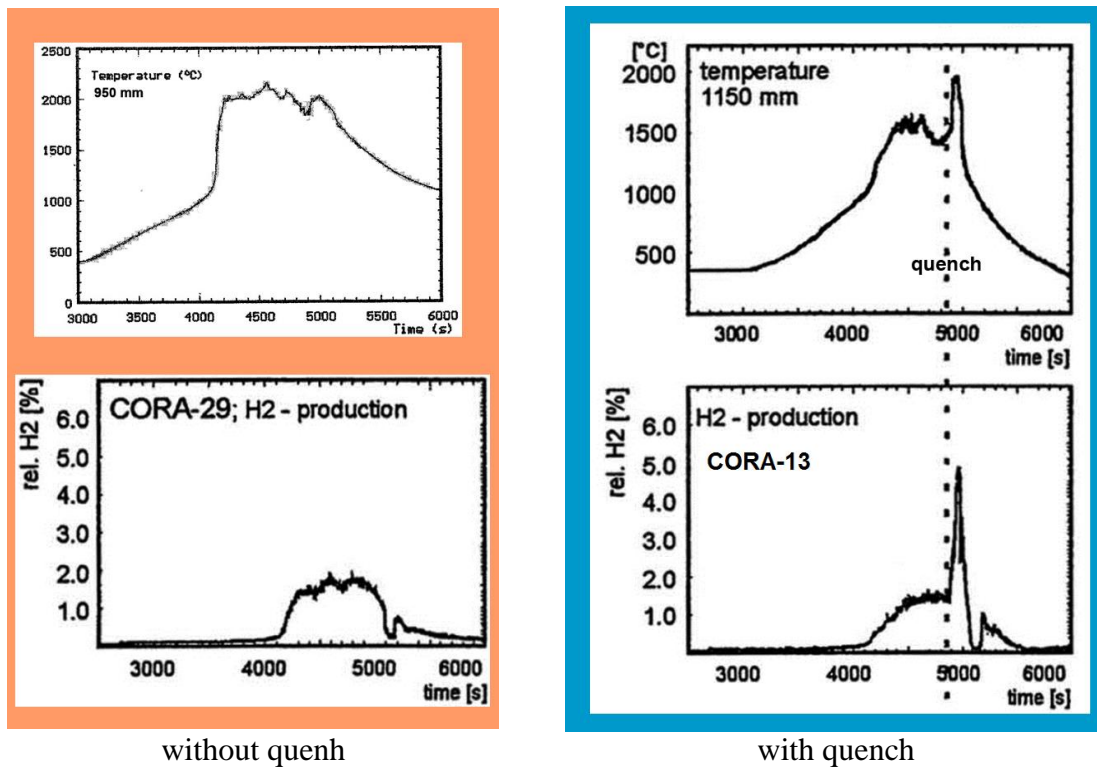 2500
Temperature (ºC)
950 mm
2000
1500
1000
500
0
3000 3500 4000 4500 5000 5500 6000
Time (s)
CORA-29; H2 - production
rel. H2 [%]
6.0
5.0
4.0
3.0
2.0
1.0
3000 4000 5000 6000
time [s]
without quenh
[°C]
temperature
1150 mm
2000
1500
1000
500
quench
3000 4000 5000 6000
time [s]
H2 - production
CORA-13
rel. H2 [%]
6.0
5.0
4.0
3.0
2.0
1.0
3000 4000 5000 6000
time [s]
with quench